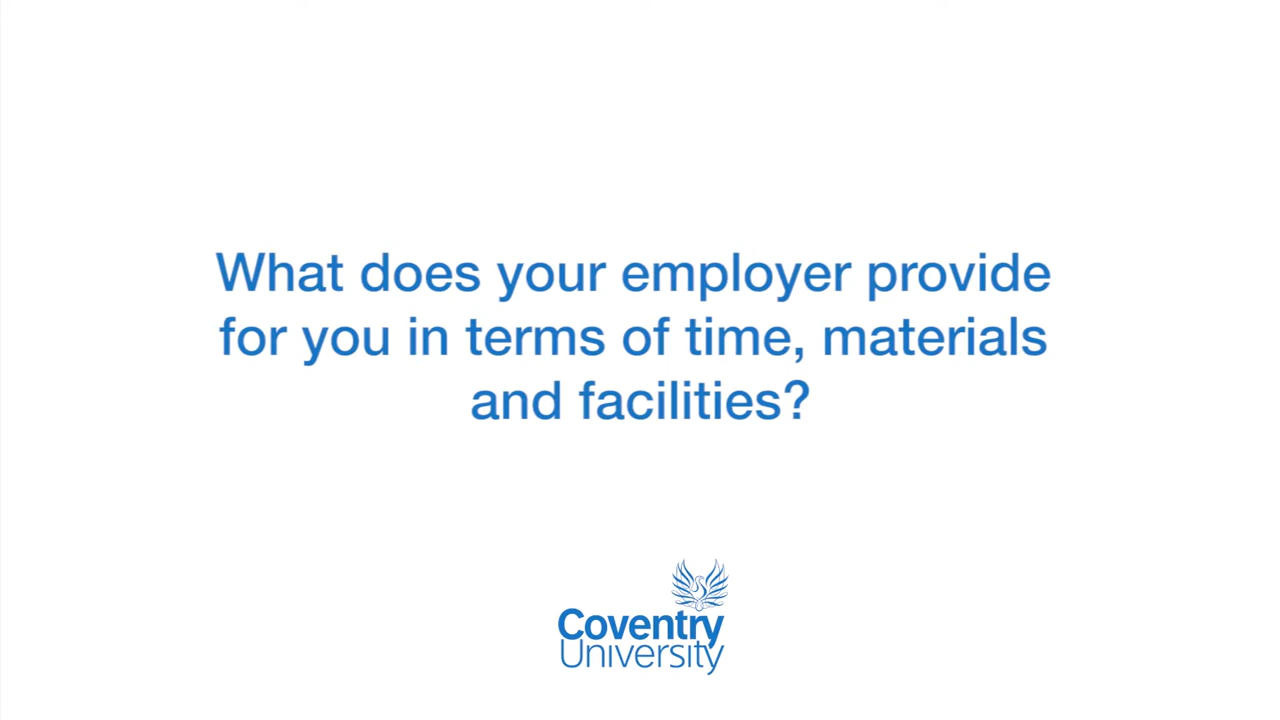 What does your employer provide
for you in terms of time, materials
and facilities?
Coventry
University